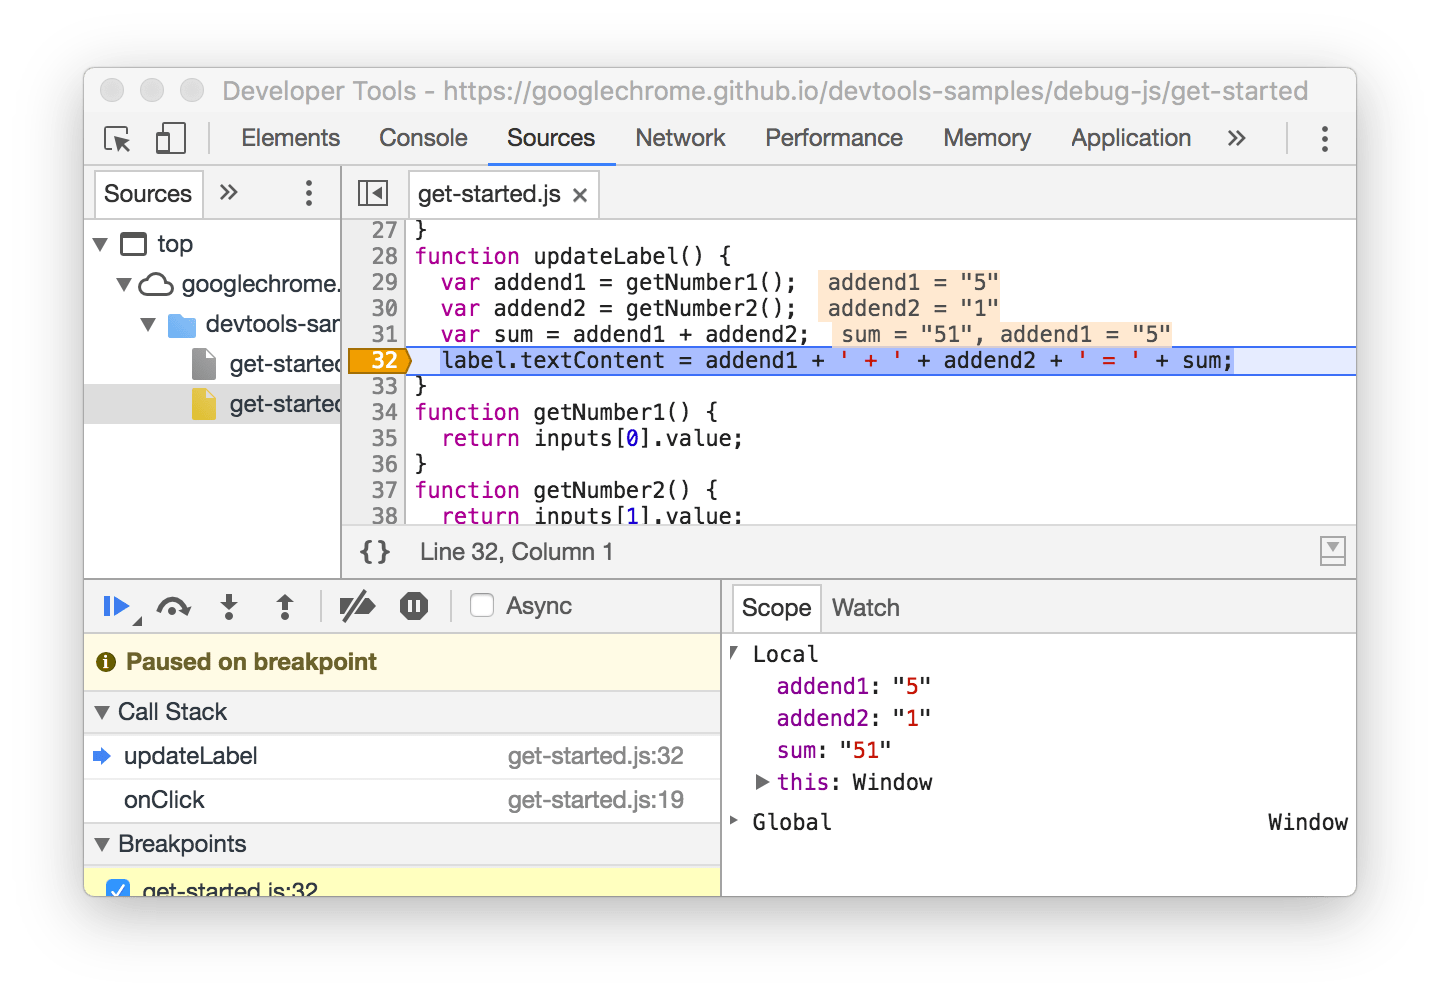 Developer Tools - https://googlechrome.github.io/devtools-samples/debug-js/get-started
Elements Console Sources Network Performance Memory Application »
Sources » get-started.js ×
top
googlechrome.
devtools-sar
get-started
get-started
27 }
28 function updateLabel() {
29 var addend1 = getNumber1(); addend1 = "5"
30 var addend2 = getNumber2(); addend2 = "1"
31 var sum = addend1 + addend2; sum = "51", addend1 = "5"
32 label.textContent = addend1 + ' + ' + addend2 + ' = ' + sum;
33 }
34 function getNumber1() {
35 return inputs[0].value;
36 }
37 function getNumber2() {
38 return inputs[1].value;
{} Line 32, Column 1
Async
Paused on breakpoint
Call Stack
updateLabel get-started.js:32
onClick get-started.js:19
Breakpoints
get-started.js:32
Scope Watch
Local
addend1: "5"
addend2: "1"
sum: "51"
this: Window
Global Window